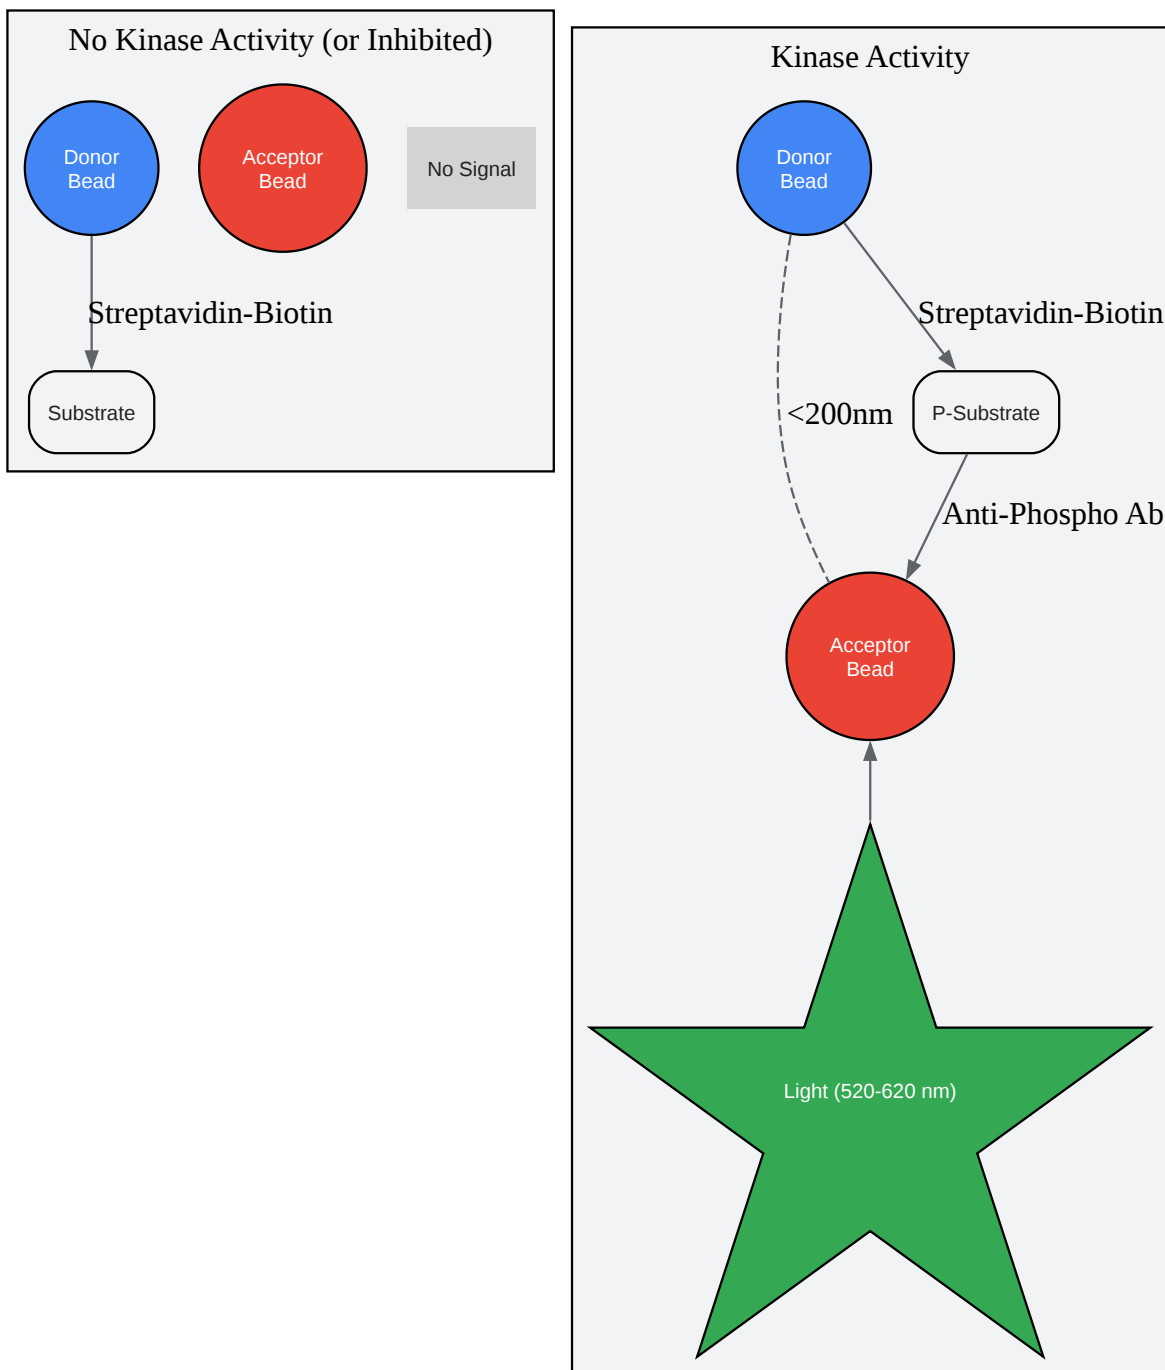 No Kinase Activity (or Inhibited)
Donor
Bead
Acceptor
Bead
No Signal
Streptavidin-Biotin
Substrate
Kinase Activity
Donor
Bead
Streptavidin-Biotin
<200nm
P-Substrate
Anti-Phospho Ab
Acceptor
Bead
Light (520-620 nm)